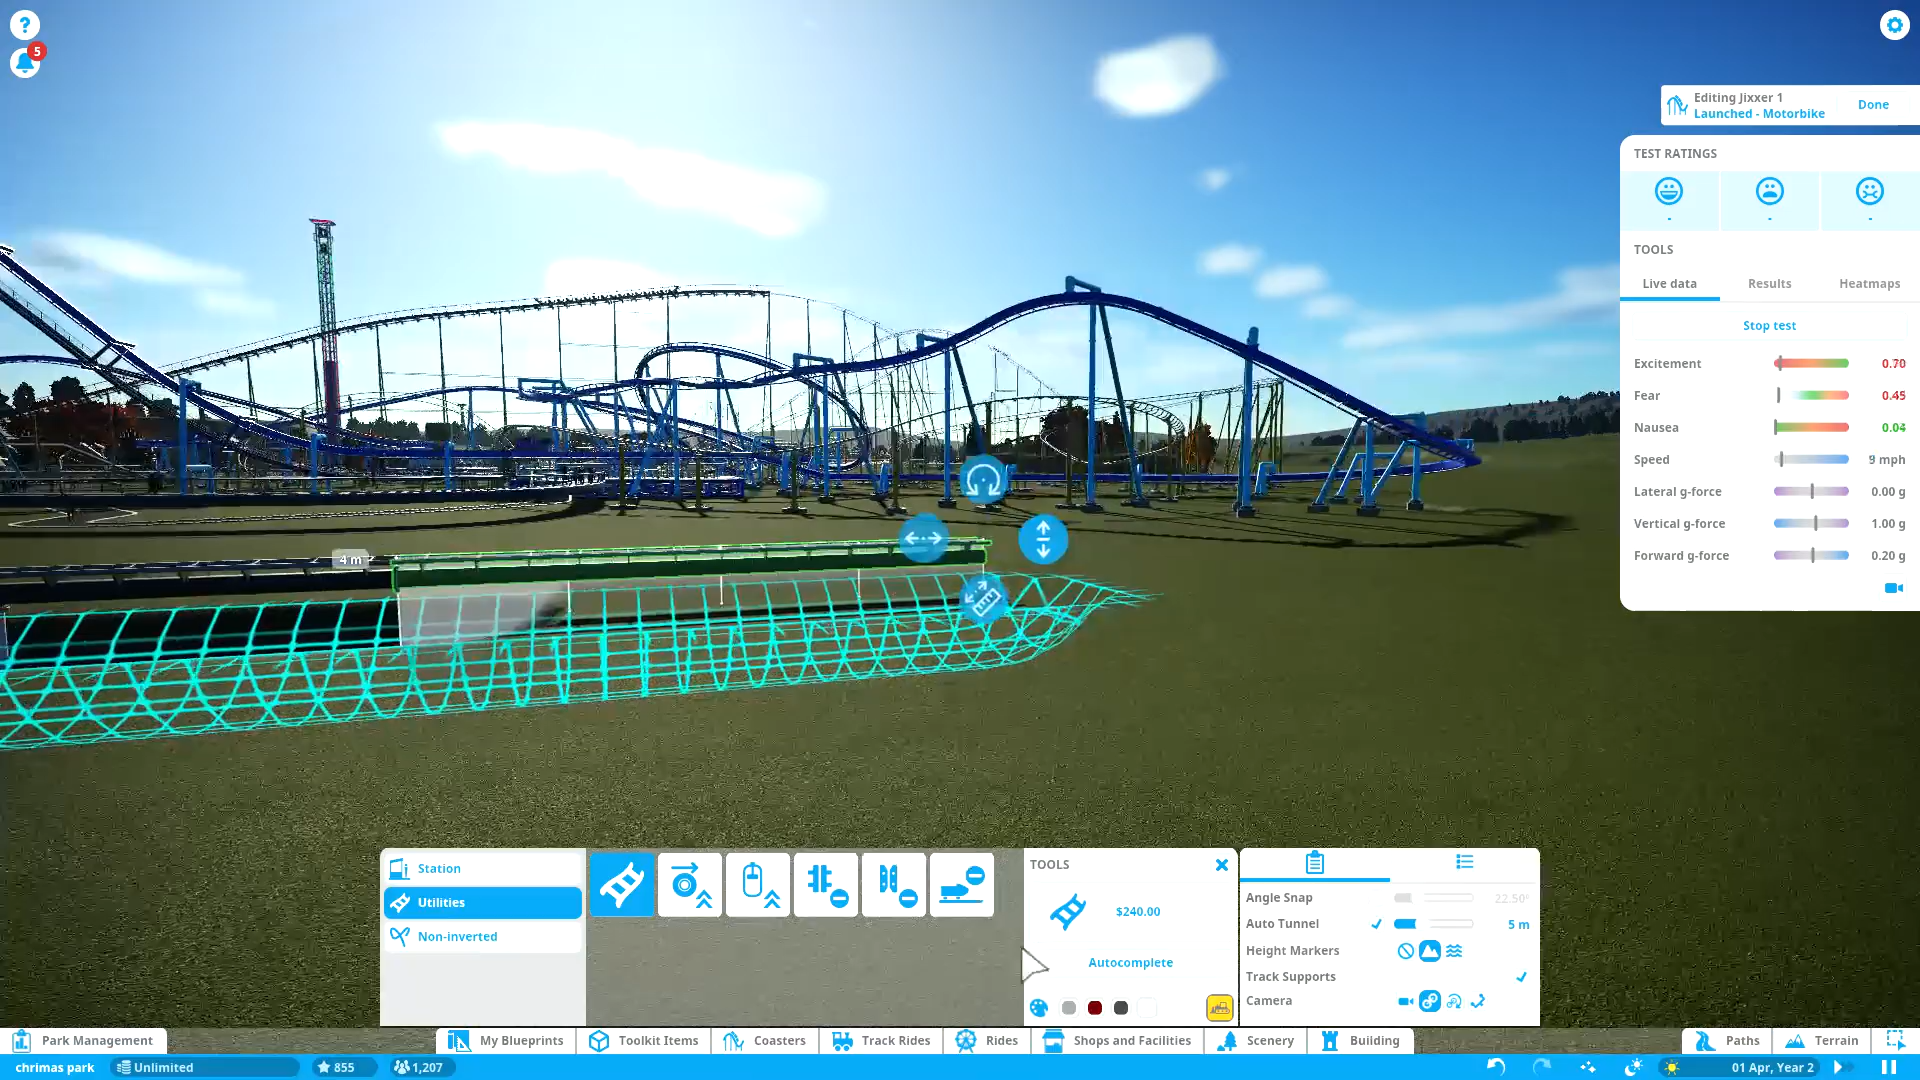 ?
5
Editing Jixxer 1
Launched - Motorbike
Done
TEST RATINGS
- - -
TOOLS
Live data Results Heatmaps
Stop test
Excitement 0.70
Fear 0.45
Nausea 0.04
Speed 9 mph
Lateral g-force 0.00 g
Vertical g-force 1.00 g
Forward g-force 0.20 g
4 m
Station
Utilities
Non-inverted
TOOLS
$240.00
Autocomplete
Angle Snap 22.50°
Auto Tunnel 5 m
Height Markers
Track Supports
Camera
Park Management My Blueprints Toolkit Items Coasters Track Rides Rides Shops and Facilities Scenery Building Paths Terrain
chrimas park Unlimited 855 1,207 01 Apr, Year 2